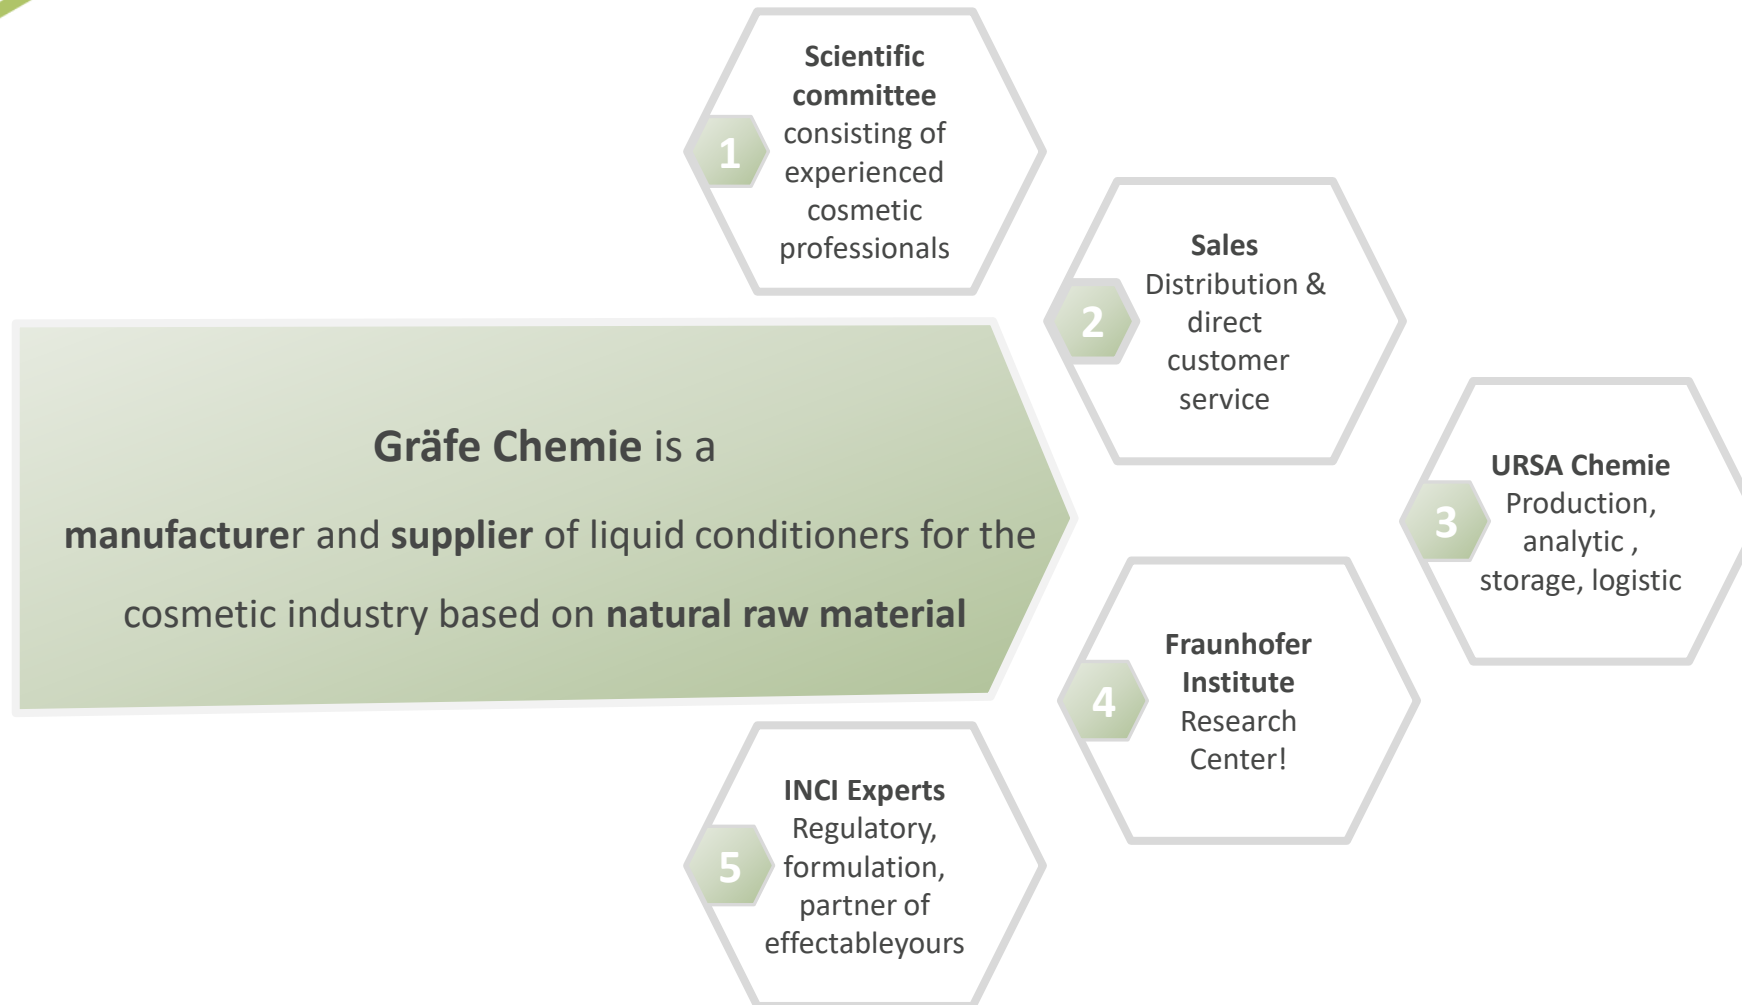 Gräfe Chemie is a
manufacturer and supplier of liquid conditioners for the
cosmetic industry based on natural raw material
1
Scientific
committee
consisting of
experienced
cosmetic
professionals
2
Sales
Distribution &
direct
customer
service
3
URSA Chemie
Production,
analytic ,
storage, logistic
4
Fraunhofer
Institute
Research
Center!
5
INCI Experts
Regulatory,
formulation,
partner of
effectableyours